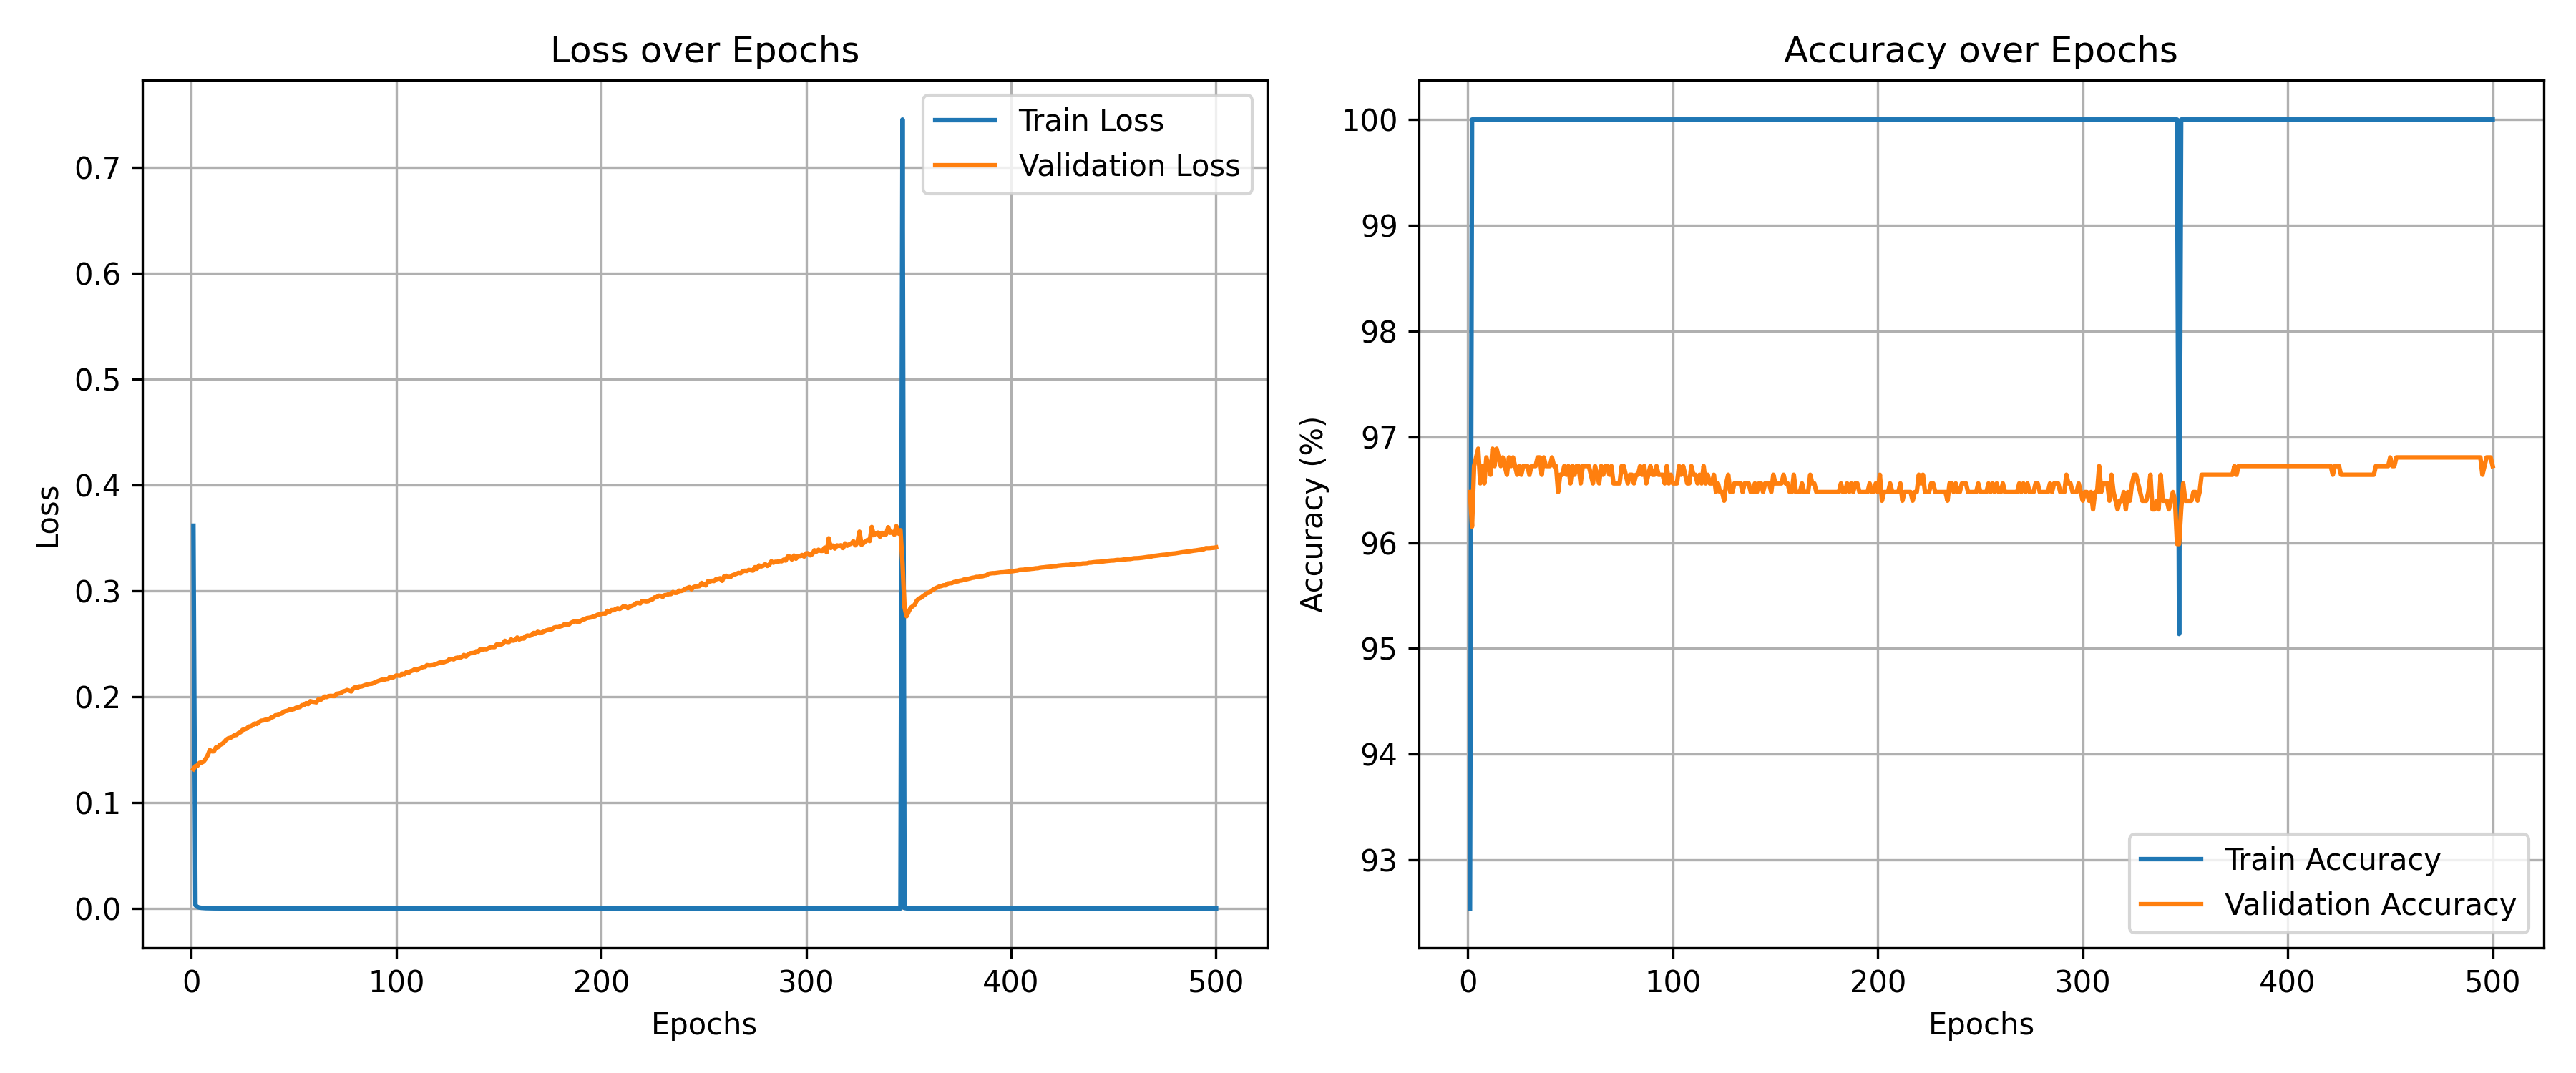 Loss over Epochs
Loss
0.7
0.6
0.5
0.4
0.3
0.2
0.1
0.0
0 100 200 300 400 500
Epochs
Train Loss
Validation Loss
Accuracy over Epochs
Accuracy (%)
100
99
98
97
96
95
94
93
0 100 200 300 400 500
Epochs
Train Accuracy
Validation Accuracy